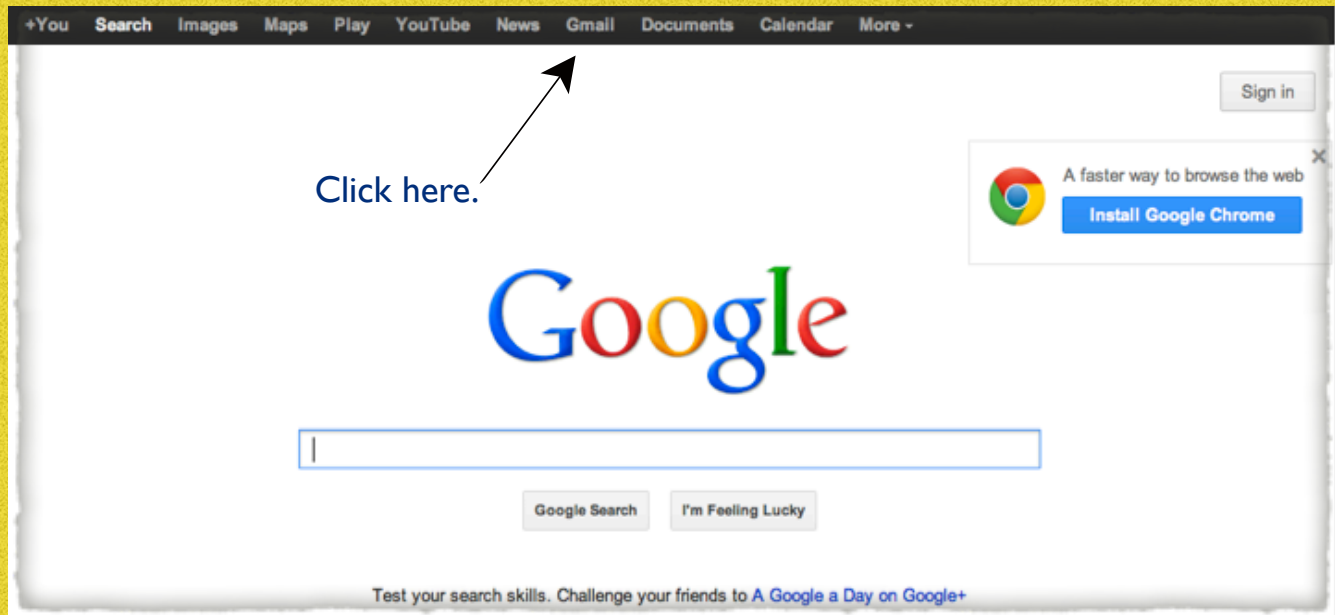 +You Search Images Maps Play YouTube News Gmail Documents Calendar More
Sign in
Click here.
A faster way to browse the web
Install Google Chrome
Google
Google Search I'm Feeling Lucky
Test your search skills. Challenge your friends to A Google a Day on Google+